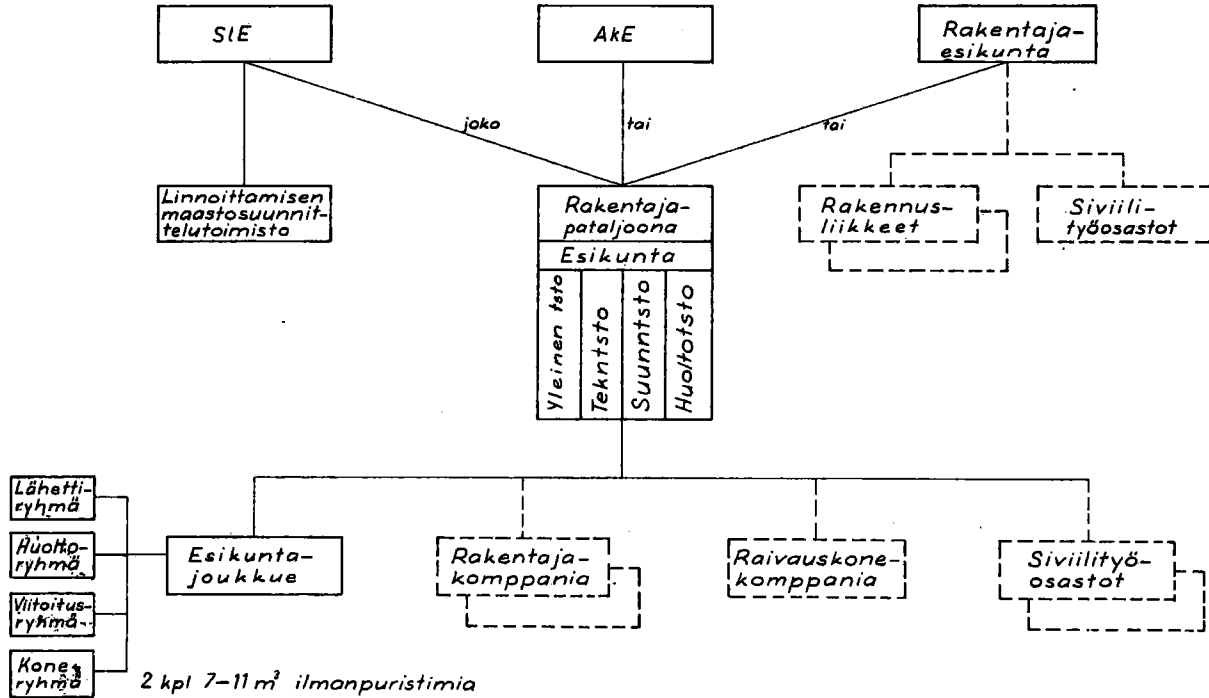 SlE
AkE
Rakentaja-
esikunta
joko
tai
tai
Linnoittamisen
maastosuunnit-
telutoimisto
Rakentaja-
pataljoona
Esikunta
Yleinen tsto
Tekntsto
Suunntsto
Huoltotsto
Rakennus-
liikkeet
Siviili-
työosastot
Lähetti-
ryhmä
Huolto-
ryhmä
Viitoitus-
ryhmä
Kone-
ryhmä
Esikunta-
joukkue
Rakentaja-
komppania
Raivauskone-
komppania
Siviilityö-
osastot
2 kpl 7-11 m³ ilmanpuristimia